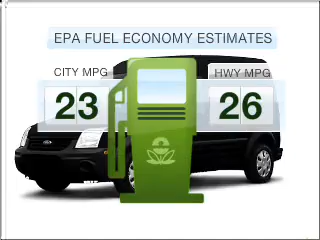 EPA FUEL ECONOMY ESTIMATES
CITY MPG
HWY MPG
23
26